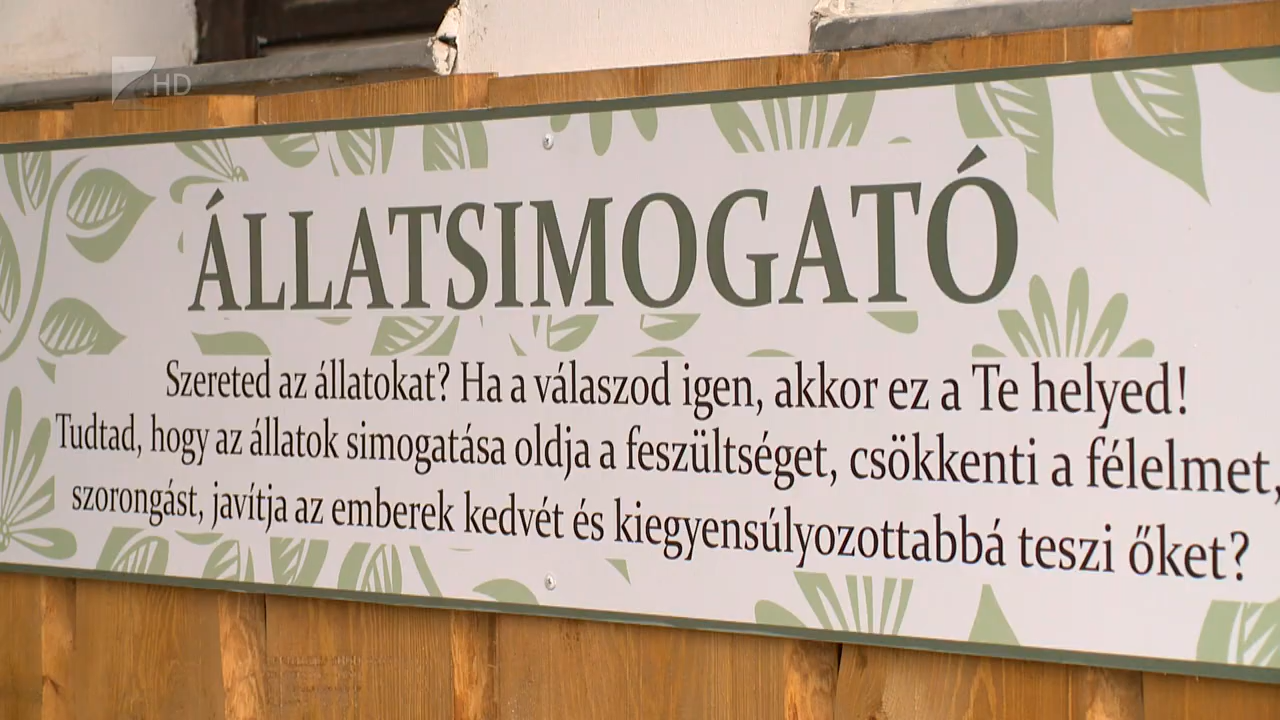 HD
ÁLLATSIMOGATÓ
Szereted az állatokat? Ha a válaszod igen, akkor ez a Te helyed!
Tudtad, hogy az állatok simogatása oldja a feszültséget, csökkenti a félelmet,
szorongást, javítja az emberek kedvét és kiegyensúlyozottabbá teszi őket?